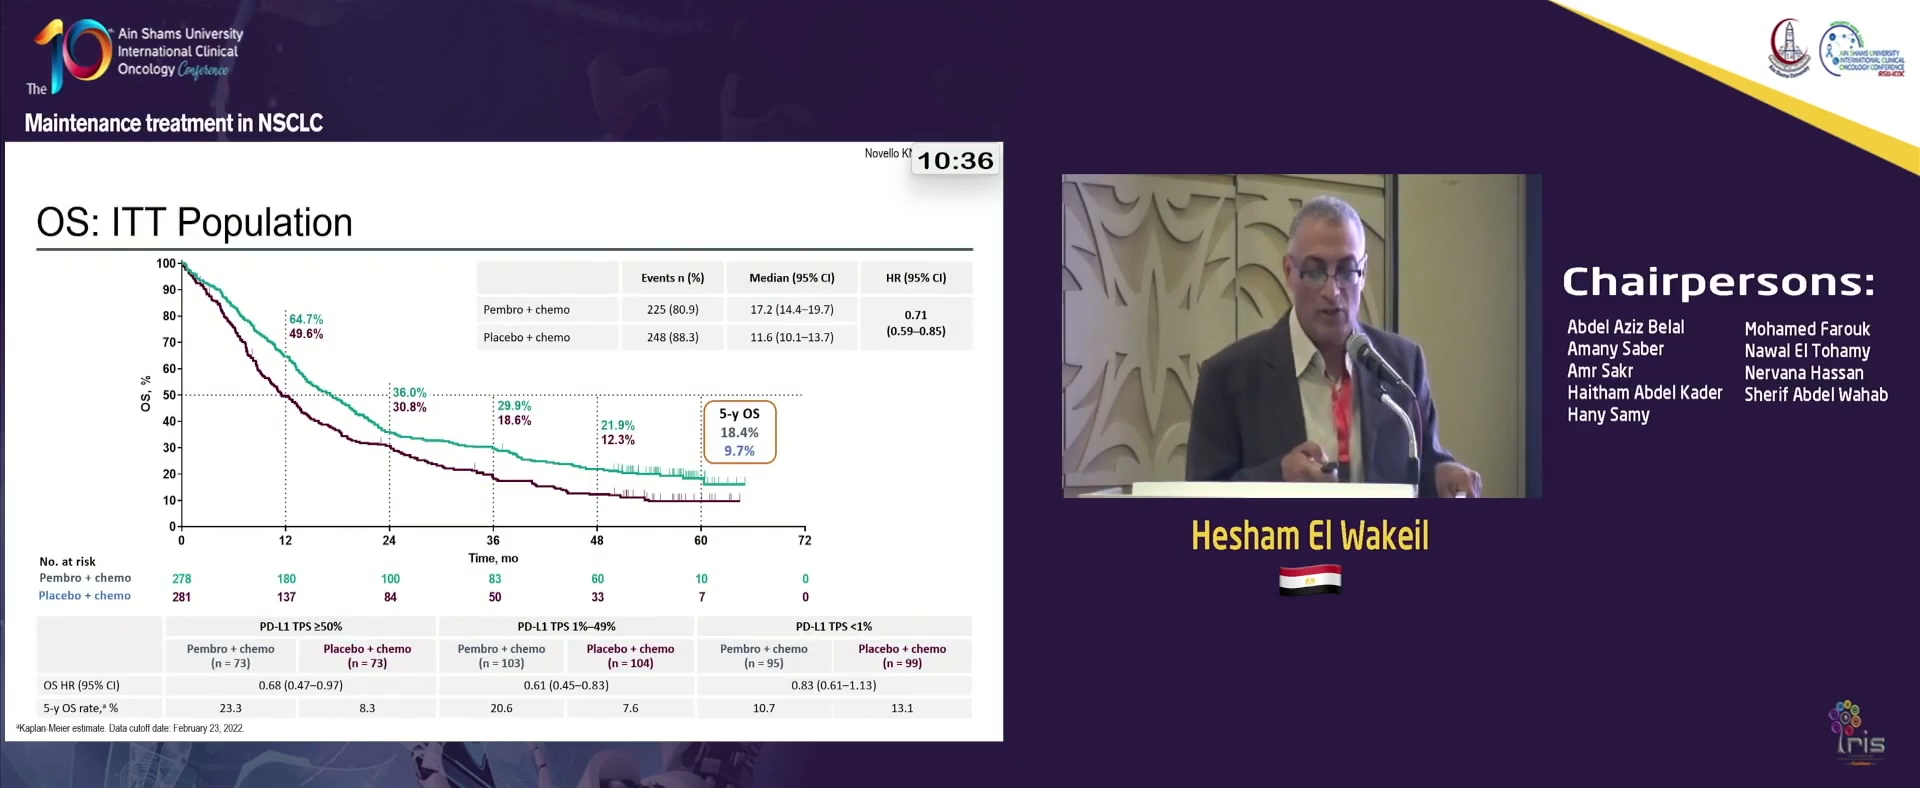 The 10 Ain Shams University
International Clinical
Oncology Conference
Maintenance treatment in NSCLC
Novello
10:36
OS: ITT Population
Events n (%) Median (95% CI) HR (95% CI)
Pembro + chemo 225 (80.9) 17.2 (14.4–19.7) 0.71
(0.59–0.85)
Placebo + chemo 248 (88.3) 11.6 (10.1–13.7)
OS, %
100
90
80
70
60
50
40
30
20
10
0
64.7%
49.6%
36.0%
30.8%
29.9%
18.6%
21.9%
12.3%
5-y OS
18.4%
9.7%
0 12 24 36 48 60 72
Time, mo
No. at risk
Pembro + chemo 278 180 100 83 60 10 0
Placebo + chemo 281 137 84 50 33 7 0
PD-L1 TPS ≥50% PD-L1 TPS 1%–49% PD-L1 TPS <1%
Pembro + chemo Placebo + chemo Pembro + chemo Placebo + chemo Pembro + chemo Placebo + chemo
(n = 73) (n = 73) (n = 103) (n = 104) (n = 95) (n = 99)
OS HR (95% CI) 0.68 (0.47–0.97) 0.61 (0.45–0.83) 0.83 (0.61–1.13)
5-y OS rate,ᵃ % 23.3 8.3 20.6 7.6 10.7 13.1
ᵃKaplan-Meier estimate. Data cutoff date: February 23, 2022.
Hesham El Wakeil
Chairpersons:
Abdel Aziz Belal
Amany Saber
Amr Sakr
Haitham Abdel Kader
Hany Samy
Mohamed Farouk
Nawal El Tohamy
Nervana Hassan
Sherif Abdel Wahab
AIN SHAMS UNIVERSITY
INTERNATIONAL CLINICAL
ONCOLOGY CONFERENCE
Iris